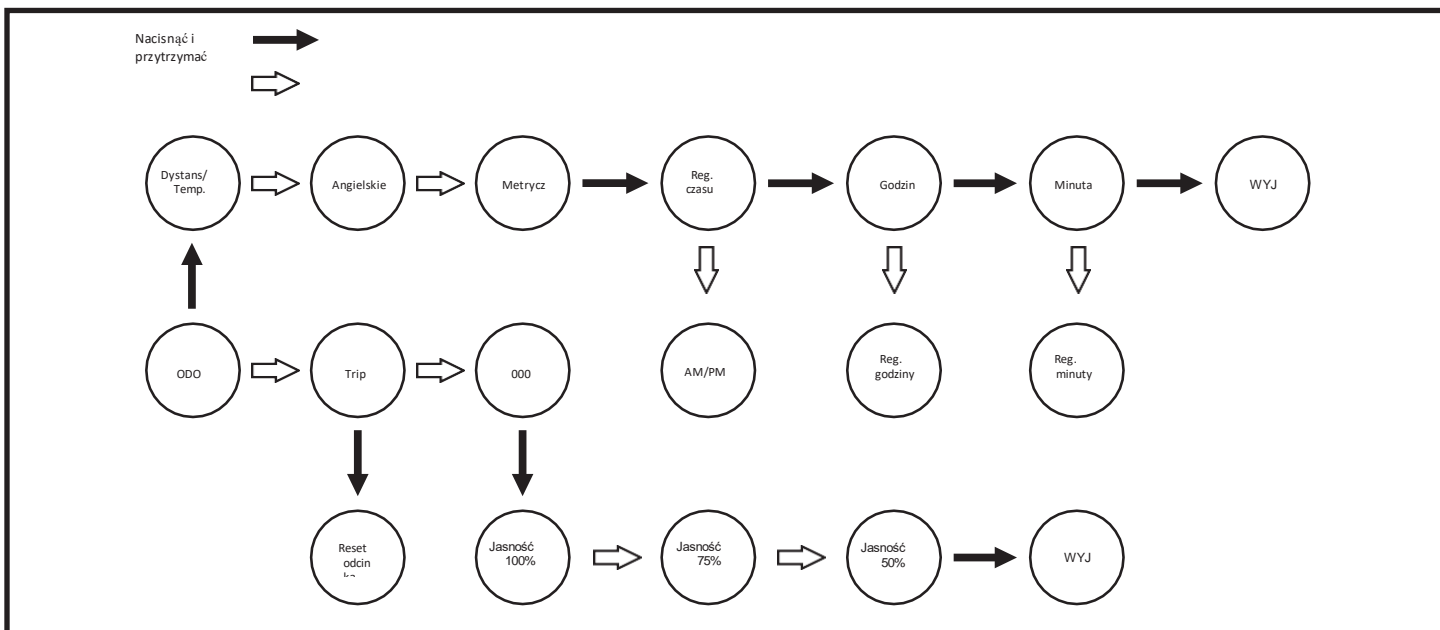 Nacisnąć i
przytrzymać
Dystans/
Temp.
Angielskie
Metrycz
Reg.
czasu
Godzin
Minuta
WYJ
ODO
Trip
000
AM/PM
Reg.
godziny
Reg.
minuty
Reset
odcin
Jasność
100%
Jasność
75%
Jasność
50%
WYJ